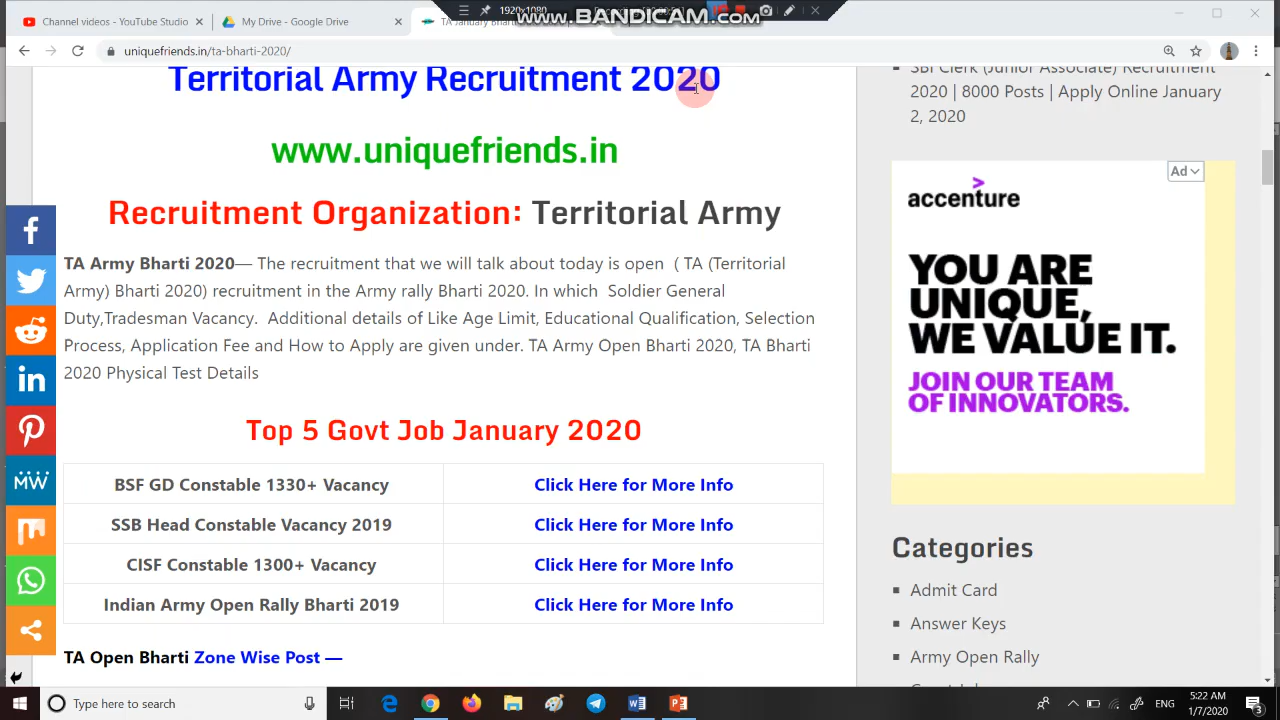 Channel videos - YouTube Studio
My Drive - Google Drive
TA January Bharti
1920x1080
www.BANDICAM.com
uniquefriends.in/ta-bharti-2020/
Territorial Army Recruitment 2020
www.uniquefriends.in
Recruitment Organization: Territorial Army
TA Army Bharti 2020— The recruitment that we will talk about today is open ( TA (Territorial
Army) Bharti 2020) recruitment in the Army rally Bharti 2020. In which Soldier General
Duty,Tradesman Vacancy. Additional details of Like Age Limit, Educational Qualification, Selection
Process, Application Fee and How to Apply are given under. TA Army Open Bharti 2020, TA Bharti
2020 Physical Test Details
Top 5 Govt Job January 2020
BSF GD Constable 1330+ Vacancy Click Here for More Info
SSB Head Constable Vacancy 2019 Click Here for More Info
CISF Constable 1300+ Vacancy Click Here for More Info
Indian Army Open Rally Bharti 2019 Click Here for More Info
TA Open Bharti Zone Wise Post —
SBI Clerk (Junior Associate) Recruitment
2020 | 8000 Posts | Apply Online January
2, 2020
Ad
accenture
YOU ARE
UNIQUE,
WE VALUE IT.
JOIN OUR TEAM
OF INNOVATORS.
Categories
Admit Card
Answer Keys
Army Open Rally
Type here to search
ENG
5:22 AM
1/7/2020
3